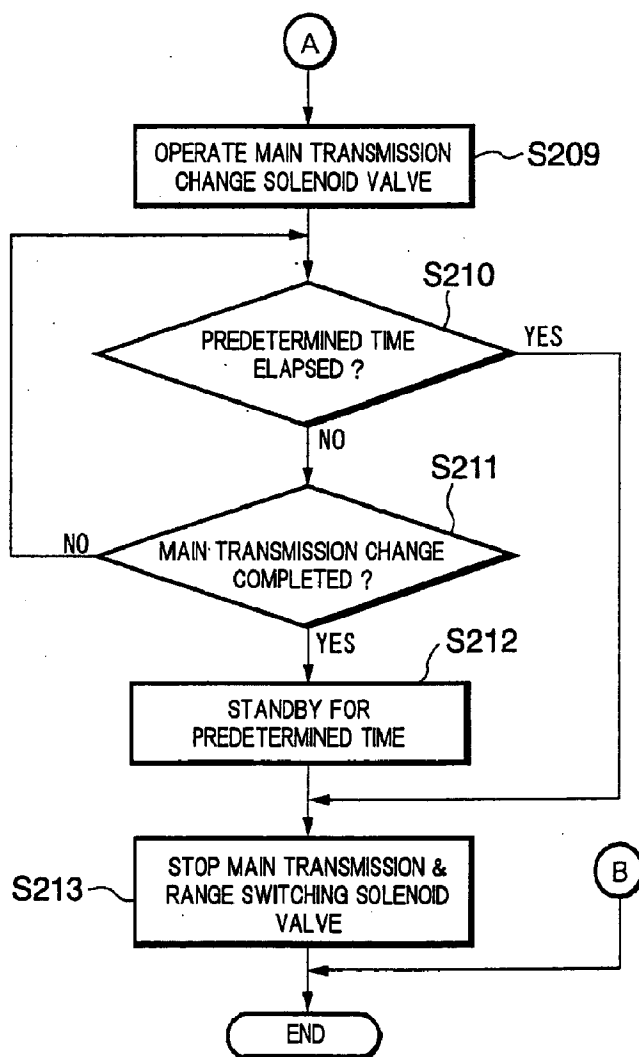 A
OPERATE MAIN TRANSMISSION
CHANGE SOLENOID VALVE
S209
S210
PREDETERMINED TIME
ELAPSED ?
YES
NO
S211
NO
MAIN TRANSMISSION CHANGE
COMPLETED ?
YES
S212
STANDBY FOR
PREDETERMINED TIME
S213
STOP MAIN TRANSMISSION &
RANGE SWITCHING SOLENOID
VALVE
B
END